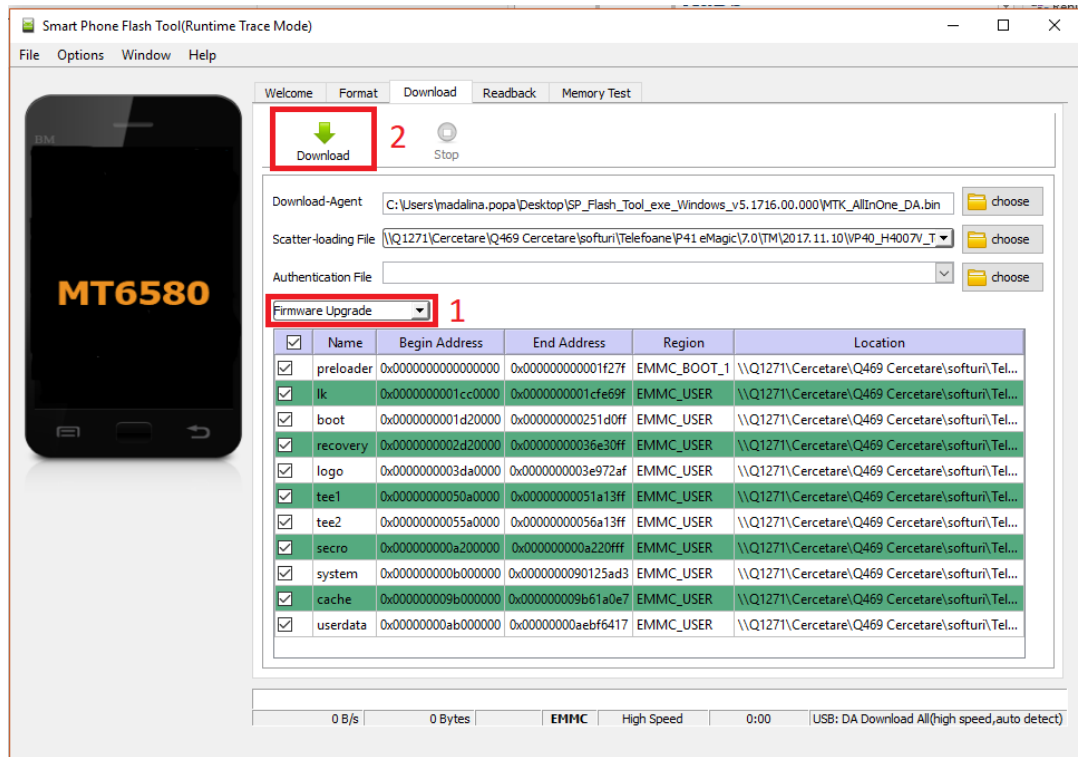 Smart Phone Flash Tool(Runtime Trace Mode)
File Options Window Help
Welcome Format Download Readback Memory Test
BM
Download 2 Stop
Download-Agent C:\Users\madalina.popa\Desktop\SP_Flash_Tool_exe_Windows_v5.1716.00.000\MTK_AllInOne_DA.bin choose
Scatter-loading File \\Q1271\Cercetare\Q469 Cercetare\softuri\Telefoane\P41 eMagic\7.0\TM\2017.11.10\VP40_H4007V_T choose
Authentication File choose
MT6580
Firmware Upgrade 1
Name Begin Address End Address Region Location
preloader 0x0000000000000000 0x000000000001f27f EMMC_BOOT_1 \\Q1271\Cercetare\Q469 Cercetare\softuri\Tel...
lk 0x0000000001cc0000 0x0000000001cfe69f EMMC_USER \\Q1271\Cercetare\Q469 Cercetare\softuri\Tel...
boot 0x0000000001d20000 0x000000000251d0ff EMMC_USER \\Q1271\Cercetare\Q469 Cercetare\softuri\Tel...
recovery 0x0000000002d20000 0x00000000036e30ff EMMC_USER \\Q1271\Cercetare\Q469 Cercetare\softuri\Tel...
logo 0x0000000003da0000 0x0000000003e972af EMMC_USER \\Q1271\Cercetare\Q469 Cercetare\softuri\Tel...
tee1 0x00000000050a0000 0x00000000051a13ff EMMC_USER \\Q1271\Cercetare\Q469 Cercetare\softuri\Tel...
tee2 0x00000000055a0000 0x00000000056a13ff EMMC_USER \\Q1271\Cercetare\Q469 Cercetare\softuri\Tel...
secro 0x000000000a200000 0x000000000a220fff EMMC_USER \\Q1271\Cercetare\Q469 Cercetare\softuri\Tel...
system 0x000000000b000000 0x0000000090125ad3 EMMC_USER \\Q1271\Cercetare\Q469 Cercetare\softuri\Tel...
cache 0x000000009b000000 0x000000009b61a0e7 EMMC_USER \\Q1271\Cercetare\Q469 Cercetare\softuri\Tel...
userdata 0x00000000ab000000 0x00000000aebf6417 EMMC_USER \\Q1271\Cercetare\Q469 Cercetare\softuri\Tel...
0 B/s 0 Bytes EMMC High Speed 0:00 USB: DA Download All(high speed,auto detect)